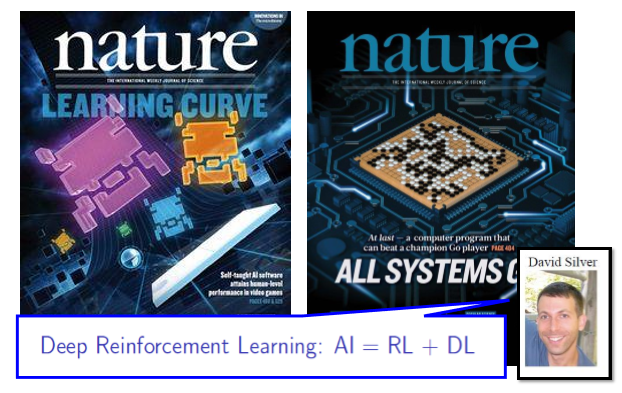 INNOVATIONS IN
nature
THE INTERNATIONAL WEEKLY JOURNAL OF SCIENCE
LEARNING CURVE
Self-taught AI software
attains human-level
performance in video games
nature
THE INTERNATIONAL WEEKLY JOURNAL OF SCIENCE
At last — a computer program that
can beat a champion Go player PAGE 484
ALL SYSTEMS G
David Silver
Deep Reinforcement Learning: AI = RL + DL